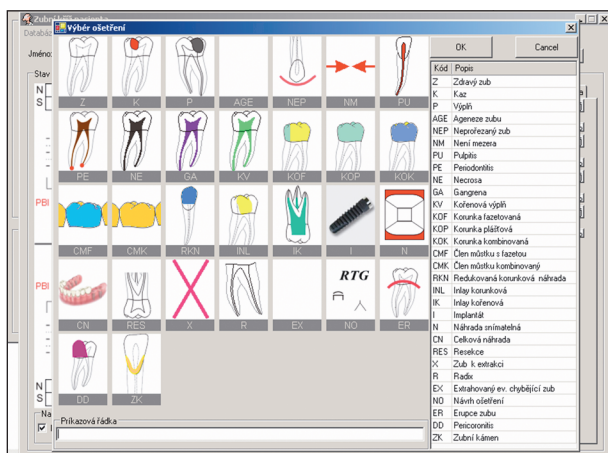 Zubní
Výběr ošetření
Databáz
Jméno:
Stav
N
S
PBI
PBI
N
S
Na
Z
K
P
AGE
NEP
NM
PU
PE
NE
GA
KV
KOF
KOP
KOK
CMF
CMK
RKN
INL
IK
I
N
CN
RES
X
R
EX
RTG
NO
ER
DD
ZK
Příkazová řádka
OK
Cancel
Kód Popis
Z Zdravý zub
K Kaz
P Výplň
AGE Ageneze zubu
NEP Neprořezaný zub
NM Není mezera
PU Pulpitis
PE Periodontitis
NE Necrosa
GA Gangrena
KV Kořenová výplň
KOF Korunka fazetovaná
KOP Korunka plášťová
KOK Korunka kombinovaná
CMF Člen můstku s fazetou
CMK Člen můstku kombinovaný
RKN Redukovaná korunková náhrada
INL Inlay korunková
IK Inlay kořenová
I Implantát
N Náhrada snímatelná
CN Celková náhrada
RES Resekce
X Zub k extrakci
R Radix
EX Extrahovaný ev. chybějící zub
NO Návrh ošetření
ER Erupce zubu
DD Pericoronitis
ZK Zubní kámen